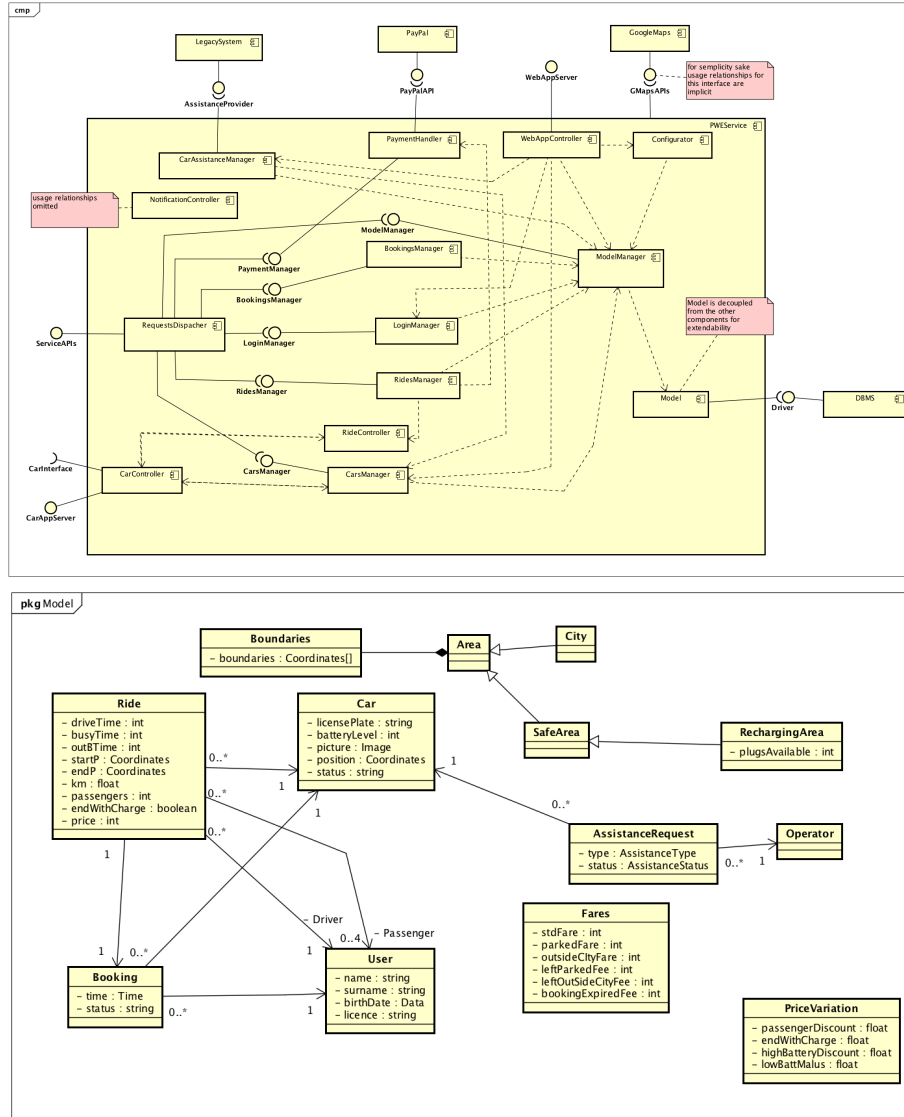 cmp
LegacySystem
PayPal
GoogleMaps
for semplicity sake
usage relationships for
this interface are
implicit
WebAppServer
AssistanceProvider
PayPalAPI
GMapsAPIs
PWEService
PaymentHandler
WebAppController
Configurator
CarAssistanceManager
usage relationships
omitted
NotificationController
ModelManager
BookingsManager
ModelManager
PaymentManager
BookingsManager
Model is decoupled
from the other
components for
extendability
RequestsDispacher
LoginManager
ServiceAPIs
LoginManager
RidesManager
RidesManager
Model
Driver
DBMS
RideController
CarInterface
CarController
CarsManager
CarsManager
CarAppServer
pkg Model
Boundaries
- boundaries : Coordinates[]
Area
City
Ride
- driveTime : int
- busyTime : int
- outBTime : int
- startP : Coordinates
- endP : Coordinates
- km : float
- passengers : int
- endWithCharge : boolean
- price : int
Car
- licensePlate : string
- batteryLevel : int
- picture : Image
- position : Coordinates
- status : string
SafeArea
RechargingArea
- plugsAvailable : int
0..*
1
1
0..*
1
0..*
0..*
AssistanceRequest
- type : AssistanceType
- status : AssistanceStatus
Operator
0..*
1
1
Fares
- stdFare : int
- parkedFare : int
- outsideCItyFare : int
- leftParkedFee : int
- leftOutSideCityFee : int
- bookingExpiredFee : int
- Driver
- Passenger
0..4
1
1
0..*
User
- name : string
- surname : string
- birthDate : Data
- licence : string
Booking
- time : Time
- status : string
0..*
1
PriceVariation
- passengerDiscount : float
- endWithCharge : float
- highBatteryDiscount : float
- lowBattMalus : float